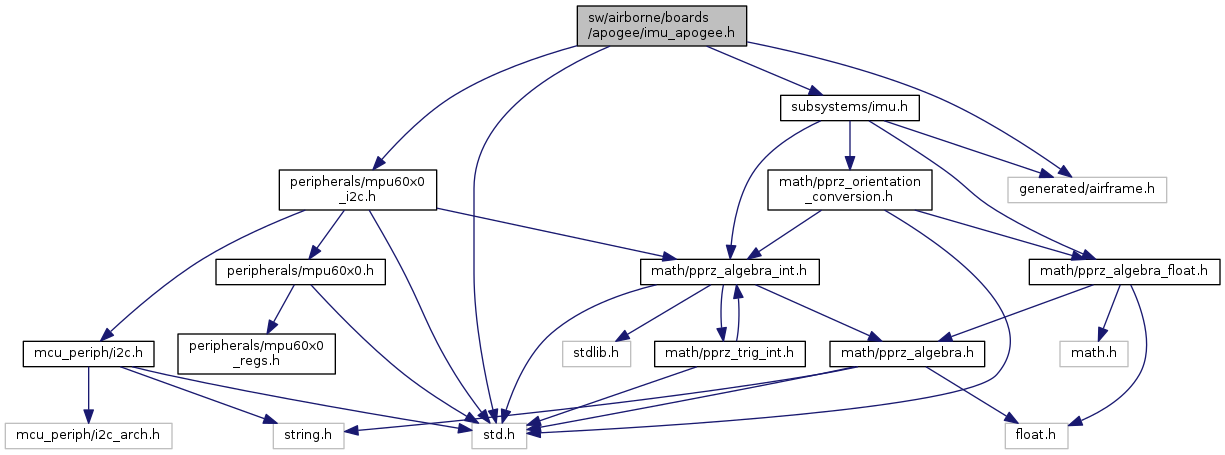 sw/airborne/boards
/apogee/imu_apogee.h
subsystems/imu.h
peripherals/mpu60x0
_i2c.h
math/pprz_orientation
_conversion.h
generated/airframe.h
peripherals/mpu60x0.h
math/pprz_algebra_int.h
math/pprz_algebra_float.h
mcu_periph/i2c.h
peripherals/mpu60x0
_regs.h
stdlib.h
math/pprz_trig_int.h
math/pprz_algebra.h
math.h
mcu_periph/i2c_arch.h
string.h
std.h
float.h